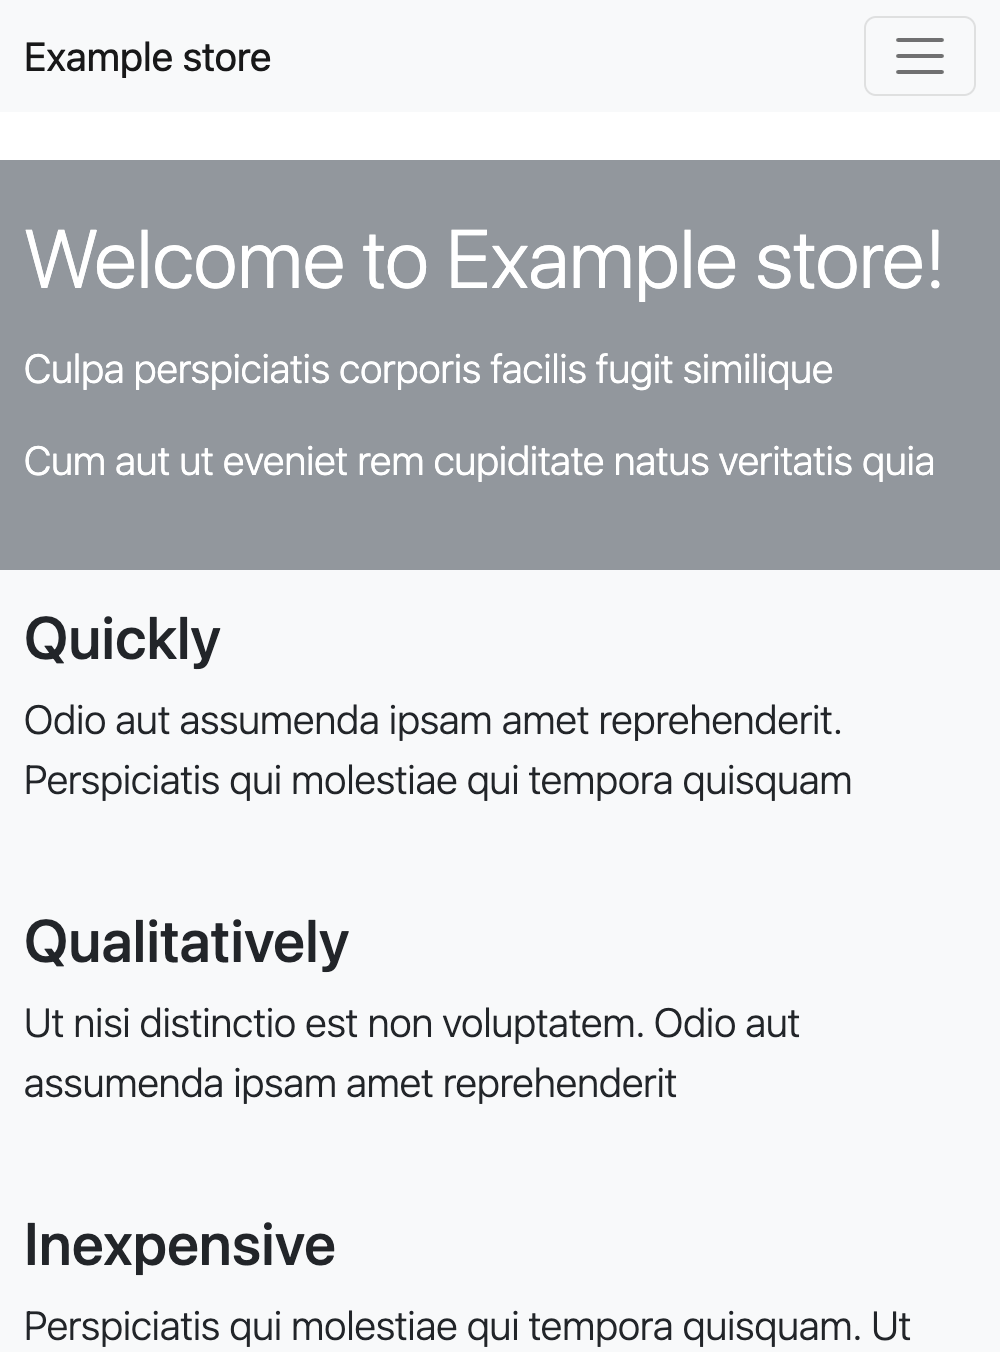 Example store
Welcome to Example store!
Culpa perspiciatis corporis facilis fugit similique
Cum aut ut eveniet rem cupiditate natus veritatis quia
Quickly
Odio aut assumenda ipsam amet reprehenderit.
Perspiciatis qui molestiae qui tempora quisquam
Qualitatively
Ut nisi distinctio est non voluptatem. Odio aut
assumenda ipsam amet reprehenderit
Inexpensive
Perspiciatis qui molestiae qui tempora quisquam. Ut